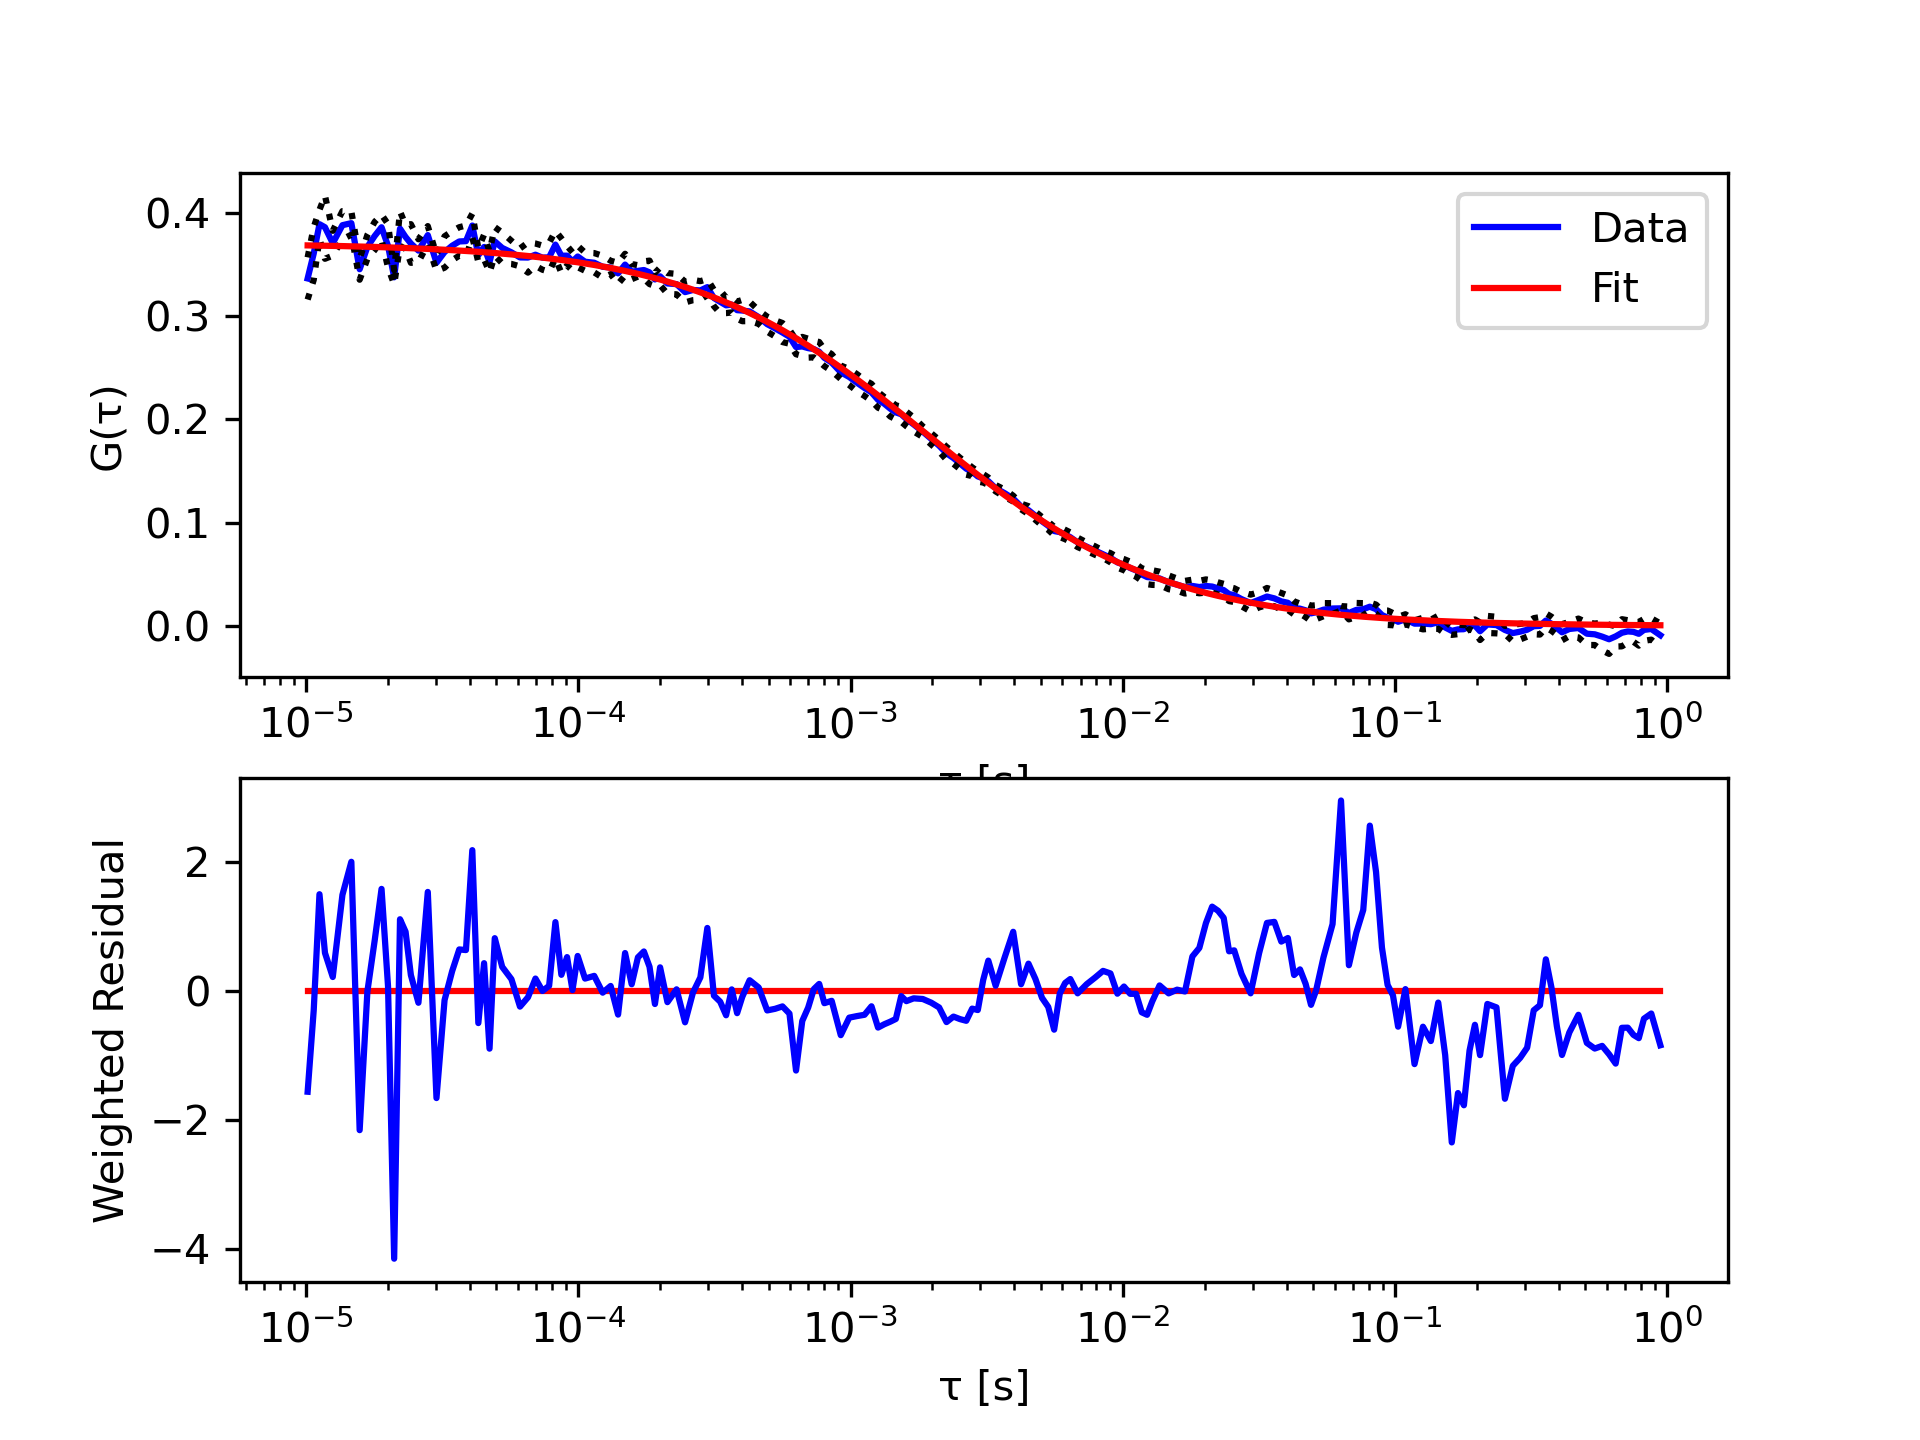 G(τ)
0.4
0.3
0.2
0.1
0.0
Data
Fit
10⁻⁵ 10⁻⁴ 10⁻³ 10⁻² 10⁻¹ 10⁰
τ [s]
Weighted Residual
2
0
−2
−4
10⁻⁵ 10⁻⁴ 10⁻³ 10⁻² 10⁻¹ 10⁰
τ [s]